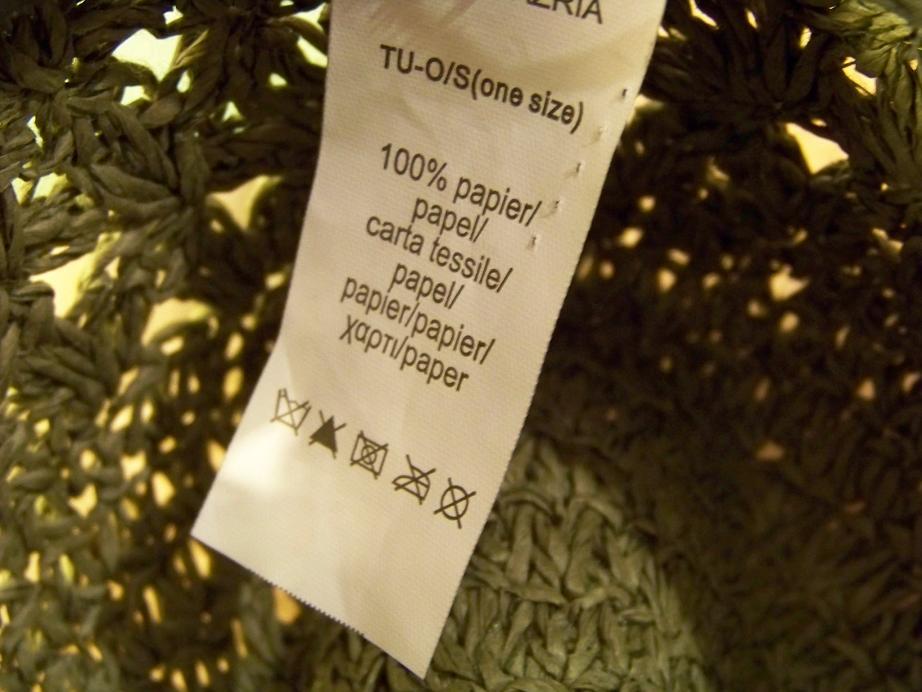 TU-O/S(one size)
100% papier/
papel/
carta tessile/
papel/
papier/papier/
χαρτι/paper